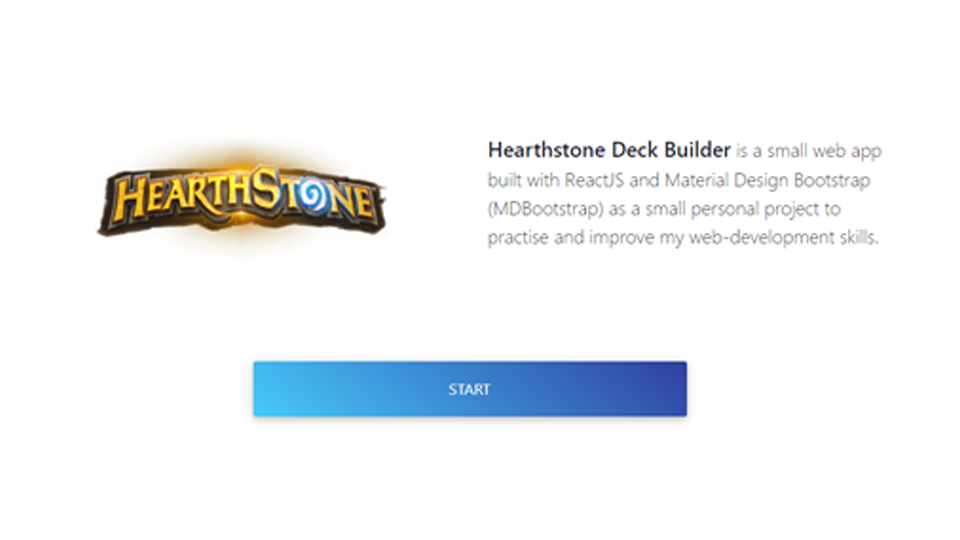 HEARTHSTONE
Hearthstone Deck Builder is a small web app
built with ReactJS and Material Design Bootstrap
(MDBootstrap) as a small personal project to
practise and improve my web-development skills.
START